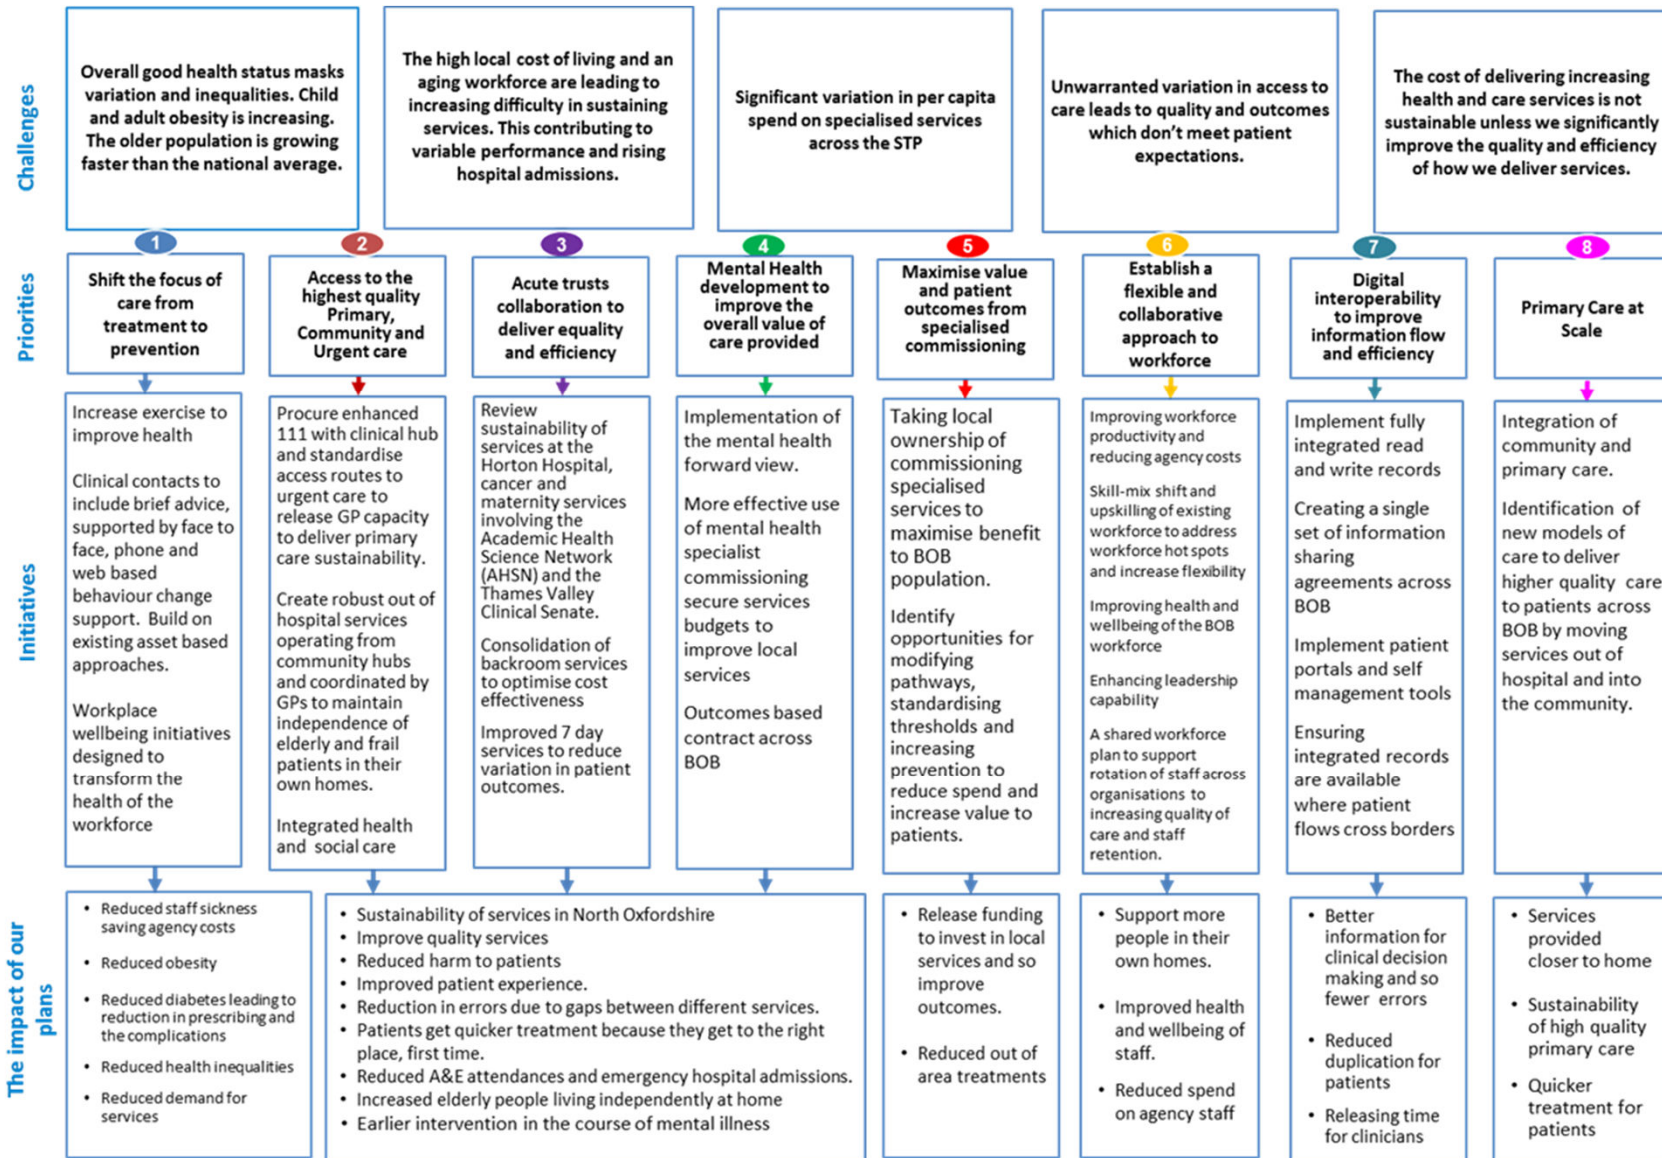 Challenges
Overall good health status masks
variation and inequalities. Child
and adult obesity is increasing.
The older population is growing
faster than the national average.
The high local cost of living and an
aging workforce are leading to
increasing difficulty in sustaining
services. This contributing to
variable performance and rising
hospital admissions.
Significant variation in per capita
spend on specialised services
across the STP
Unwarranted variation in access to
care leads to quality and outcomes
which don't meet patient
expectations.
The cost of delivering increasing
health and care services is not
sustainable unless we significantly
improve the quality and efficiency
of how we deliver services.
Priorities
1
Shift the focus of
care from
treatment to
prevention
2
Access to the
highest quality
Primary,
Community and
Urgent care
3
Acute trusts
collaboration to
deliver equality
and efficiency
4
Mental Health
development to
improve the
overall value of
care provided
5
Maximise value
and patient
outcomes from
specialised
commissioning
6
Establish a
flexible and
collaborative
approach to
workforce
7
Digital
interoperability
to improve
information flow
and efficiency
8
Primary Care at
Scale
Initiatives
Increase exercise to
improve health
Clinical contacts to
include brief advice,
supported by face to
face, phone and
web based
behaviour change
support. Build on
existing asset based
approaches.
Workplace
wellbeing initiatives
designed to
transform the
health of the
workforce
Procure enhanced
111 with clinical hub
and standardise
access routes to
urgent care to
release GP capacity
to deliver primary
care sustainability.
Create robust out of
hospital services
operating from
community hubs
and coordinated by
GPs to maintain
independence of
elderly and frail
patients in their
own homes.
Integrated health
and social care
Review
sustainability of
services at the
Horton Hospital,
cancer and
maternity services
involving the
Academic Health
Science Network
(AHSN) and the
Thames Valley
Clinical Senate.
Consolidation of
backroom services
to optimise cost
effectiveness
Improved 7 day
services to reduce
variation in patient
outcomes.
Implementation of
the mental health
forward view.
More effective use
of mental health
specialist
commissioning
secure services
budgets to
improve local
services
Outcomes based
contract across
BOB
Taking local
ownership of
commissioning
specialised
services to
maximise benefit
to BOB
population.
Identify
opportunities for
modifying
pathways,
standardising
thresholds and
increasing
prevention to
reduce spend and
increase value to
patients.
Improving workforce
productivity and
reducing agency costs
Skill-mix shift and
upskilling of existing
workforce to address
workforce hot spots
and increase flexibility
Improving health and
wellbeing of the BOB
workforce
Enhancing leadership
capability
A shared workforce
plan to support
rotation of staff across
organisations to
increasing quality of
care and staff
retention.
Implement fully
integrated read
and write records
Creating a single
set of information
sharing
agreements across
BOB
Implement patient
portals and self
management tools
Ensuring
integrated records
are available
where patient
flows cross borders
Integration of
community and
primary care.
Identification of
new models of
care to deliver
higher quality care
to patients across
BOB by moving
services out of
hospital and into
the community.
The impact of our
plans
• Reduced staff sickness
saving agency costs
• Reduced obesity
• Reduced diabetes leading to
reduction in prescribing and
the complications
• Reduced health inequalities
• Reduced demand for
services
• Sustainability of services in North Oxfordshire
• Improve quality services
• Reduced harm to patients
• Improved patient experience.
• Reduction in errors due to gaps between different services.
• Patients get quicker treatment because they get to the right
place, first time.
• Reduced A&E attendances and emergency hospital admissions.
• Increased elderly people living independently at home
• Earlier intervention in the course of mental illness
• Release funding
to invest in local
services and so
improve
outcomes.
• Reduced out of
area treatments
• Support more
people in their
own homes.
• Improved health
and wellbeing of
staff.
• Reduced spend
on agency staff
• Better
information for
clinical decision
making and so
fewer errors
• Reduced
duplication for
patients
• Releasing time
for clinicians
• Services
provided
closer to home
• Sustainability
of high quality
primary care
• Quicker
treatment for
patients